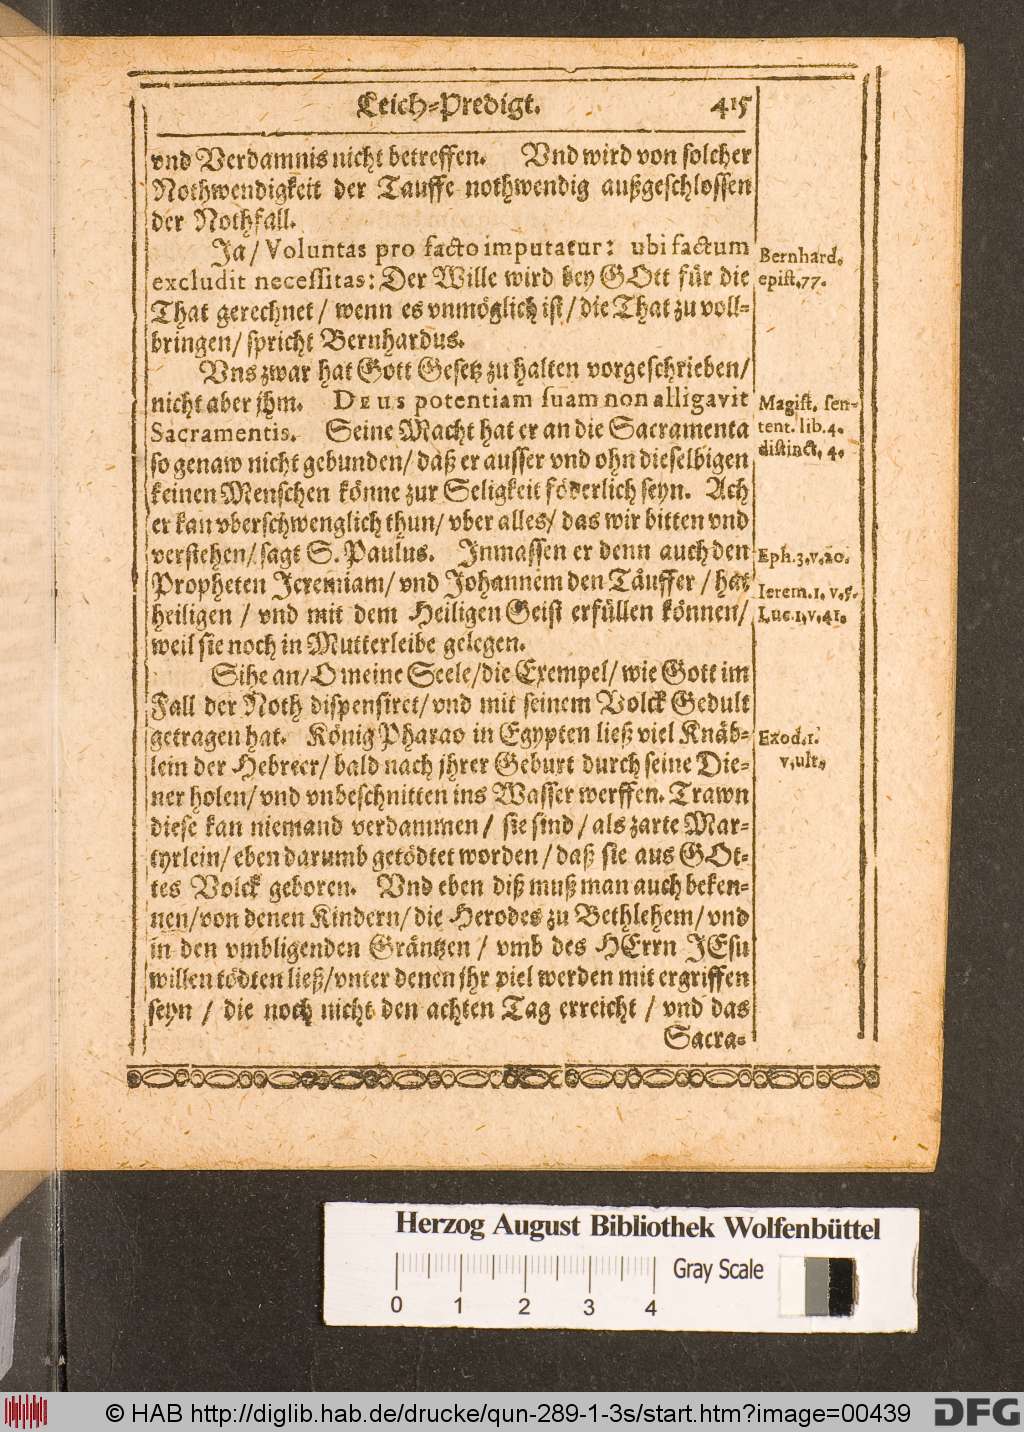 Leich-Predigt. 415
vnd Verdamnis nicht betreffen. Vnd wird von solcher
Nothwendigkeit der Tauffe nothwendig außgeschlossen
der Nothfall.
Ja / Voluntas pro facto imputatur: ubi factum
excludit necessitas: Der Wille wird bey GOtt für die
That gerechnet / wenn es vnmöglich ist / die That zu voll-
bringen / spricht Bernhardus.
Bernhard.
epist. 77.
Vns zwar hat Gott Gesetz zu halten vorgeschrieben /
nicht aber jhm. DEUS potentiam suam non alligavit
Sacramentis. Seine Macht hat er an die Sacramenta
so genaw nicht gebunden / daß er ausser vnd ohn dieselbigen
keinen Menschen könne zur Seligkeit föderlich seyn. Ach
er kan vberschwenglich thun / vber alles / das wir bitten vnd
verstehen / sagt S. Paulus. Jnmassen er denn auch den
Propheten Jeremiam / vnd Johannem den Täuffer / hat
heiligen / vnd mit dem Heiligen Geist erfüllen können /
weil sie noch in Mutterleibe gelegen.
Magist. sen-
tent. lib. 4.
distinct. 4.
Eph. 3. v. 20.
Ierem. 1. v. 5.
Luc. 1. v. 41.
Sihe an / O meine Seele / die Exempel / wie Gott im
Fall der Noth dispensiret / vnd mit seinem Volck Gedult
getragen hat. König Pharao in Egypten ließ viel Knäb-
lein der Hebreer / bald nach jhrer Geburt durch seine Die-
ner holen / vnd vnbeschnitten ins Wasser werffen. Trawn
diese kan niemand verdammen / sie sind / als zarte Mar-
tyrlein / eben darumb getödtet worden / daß sie aus GOt-
tes Volck geboren. Vnd eben diß muß man auch beken-
nen / von denen Kindern / die Herodes zu Bethlehem / vnd
in den vmbligenden Gräntzen / vmb des HErrn JEsu
willen tödten ließ / vnter denen jhr viel werden mit ergriffen
seyn / die noch nicht den achten Tag erreicht / vnd das
Sacra-
Exod. 1.
v. ult.
Herzog August Bibliothek Wolfenbüttel
Gray Scale
0 1 2 3 4
© HAB http://diglib.hab.de/drucke/qun-289-1-3s/start.htm?image=00439
DFG